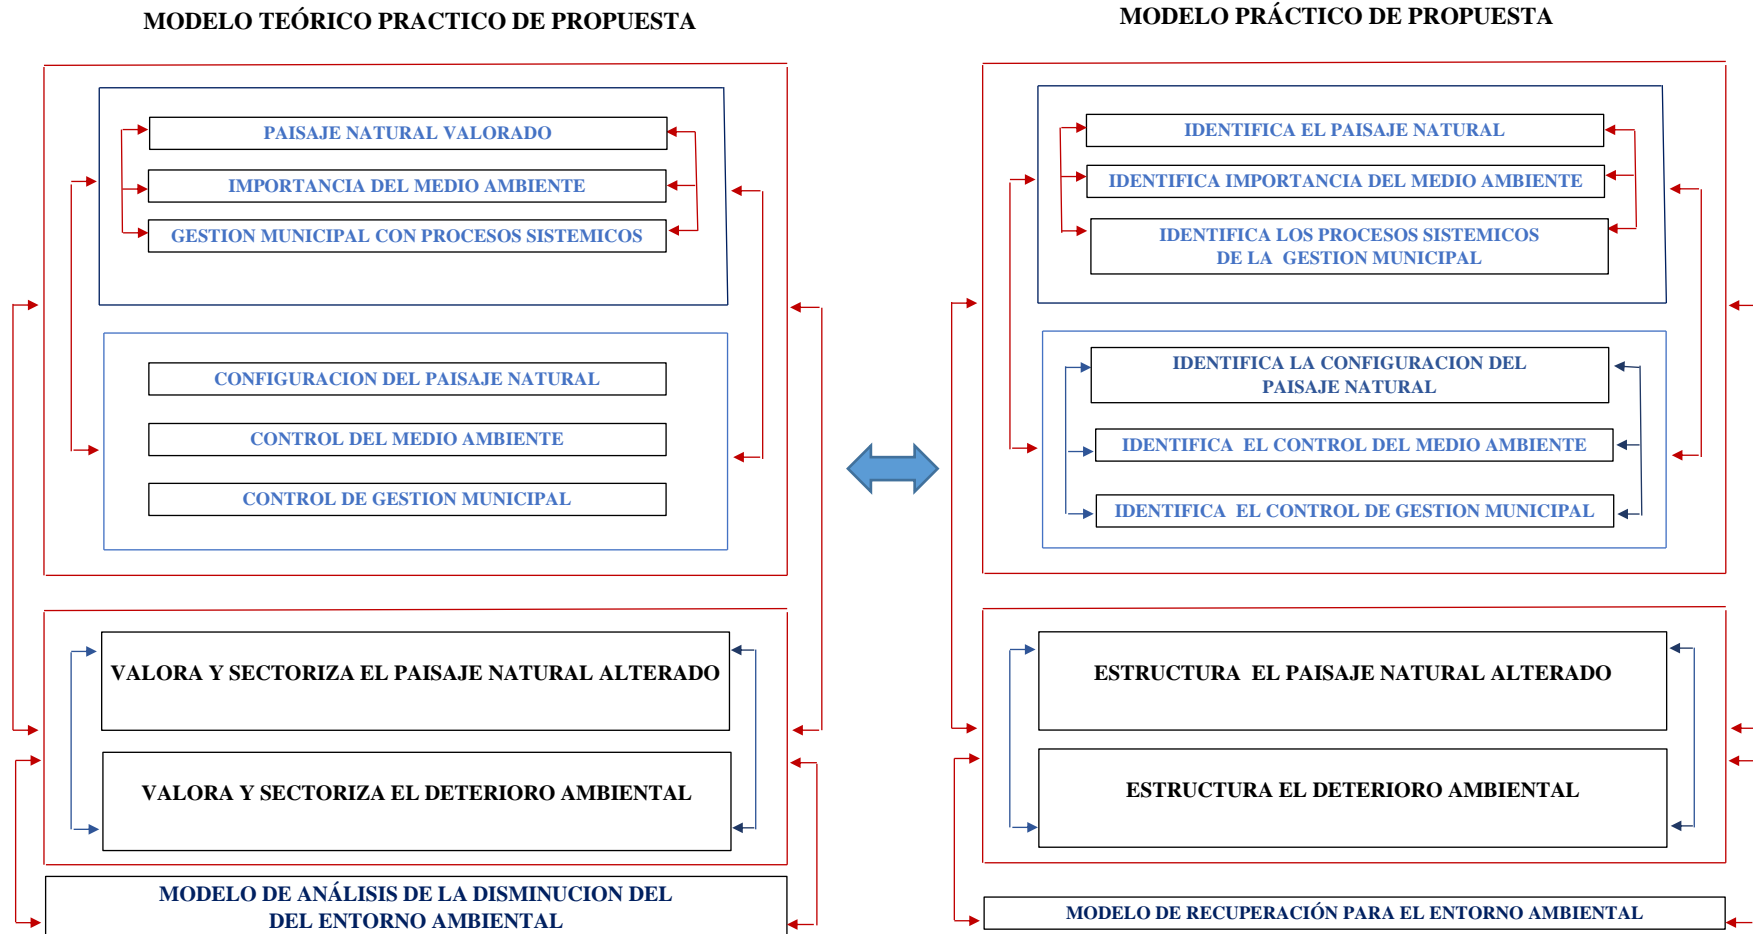 MODELO TEÓRICO PRACTICO DE PROPUESTA
PAISAJE NATURAL VALORADO
IMPORTANCIA DEL MEDIO AMBIENTE
GESTION MUNICIPAL CON PROCESOS SISTEMICOS
CONFIGURACION DEL PAISAJE NATURAL
CONTROL DEL MEDIO AMBIENTE
CONTROL DE GESTION MUNICIPAL
VALORA Y SECTORIZA EL PAISAJE NATURAL ALTERADO
VALORA Y SECTORIZA EL DETERIORO AMBIENTAL
MODELO DE ANÁLISIS DE LA DISMINUCION DEL
DEL ENTORNO AMBIENTAL
MODELO PRÁCTICO DE PROPUESTA
IDENTIFICA EL PAISAJE NATURAL
IDENTIFICA IMPORTANCIA DEL MEDIO AMBIENTE
IDENTIFICA LOS PROCESOS SISTEMICOS
DE LA GESTION MUNICIPAL
IDENTIFICA LA CONFIGURACION DEL
PAISAJE NATURAL
IDENTIFICA EL CONTROL DEL MEDIO AMBIENTE
IDENTIFICA EL CONTROL DE GESTION MUNICIPAL
ESTRUCTURA EL PAISAJE NATURAL ALTERADO
ESTRUCTURA EL DETERIORO AMBIENTAL
MODELO DE RECUPERACIÓN PARA EL ENTORNO AMBIENTAL